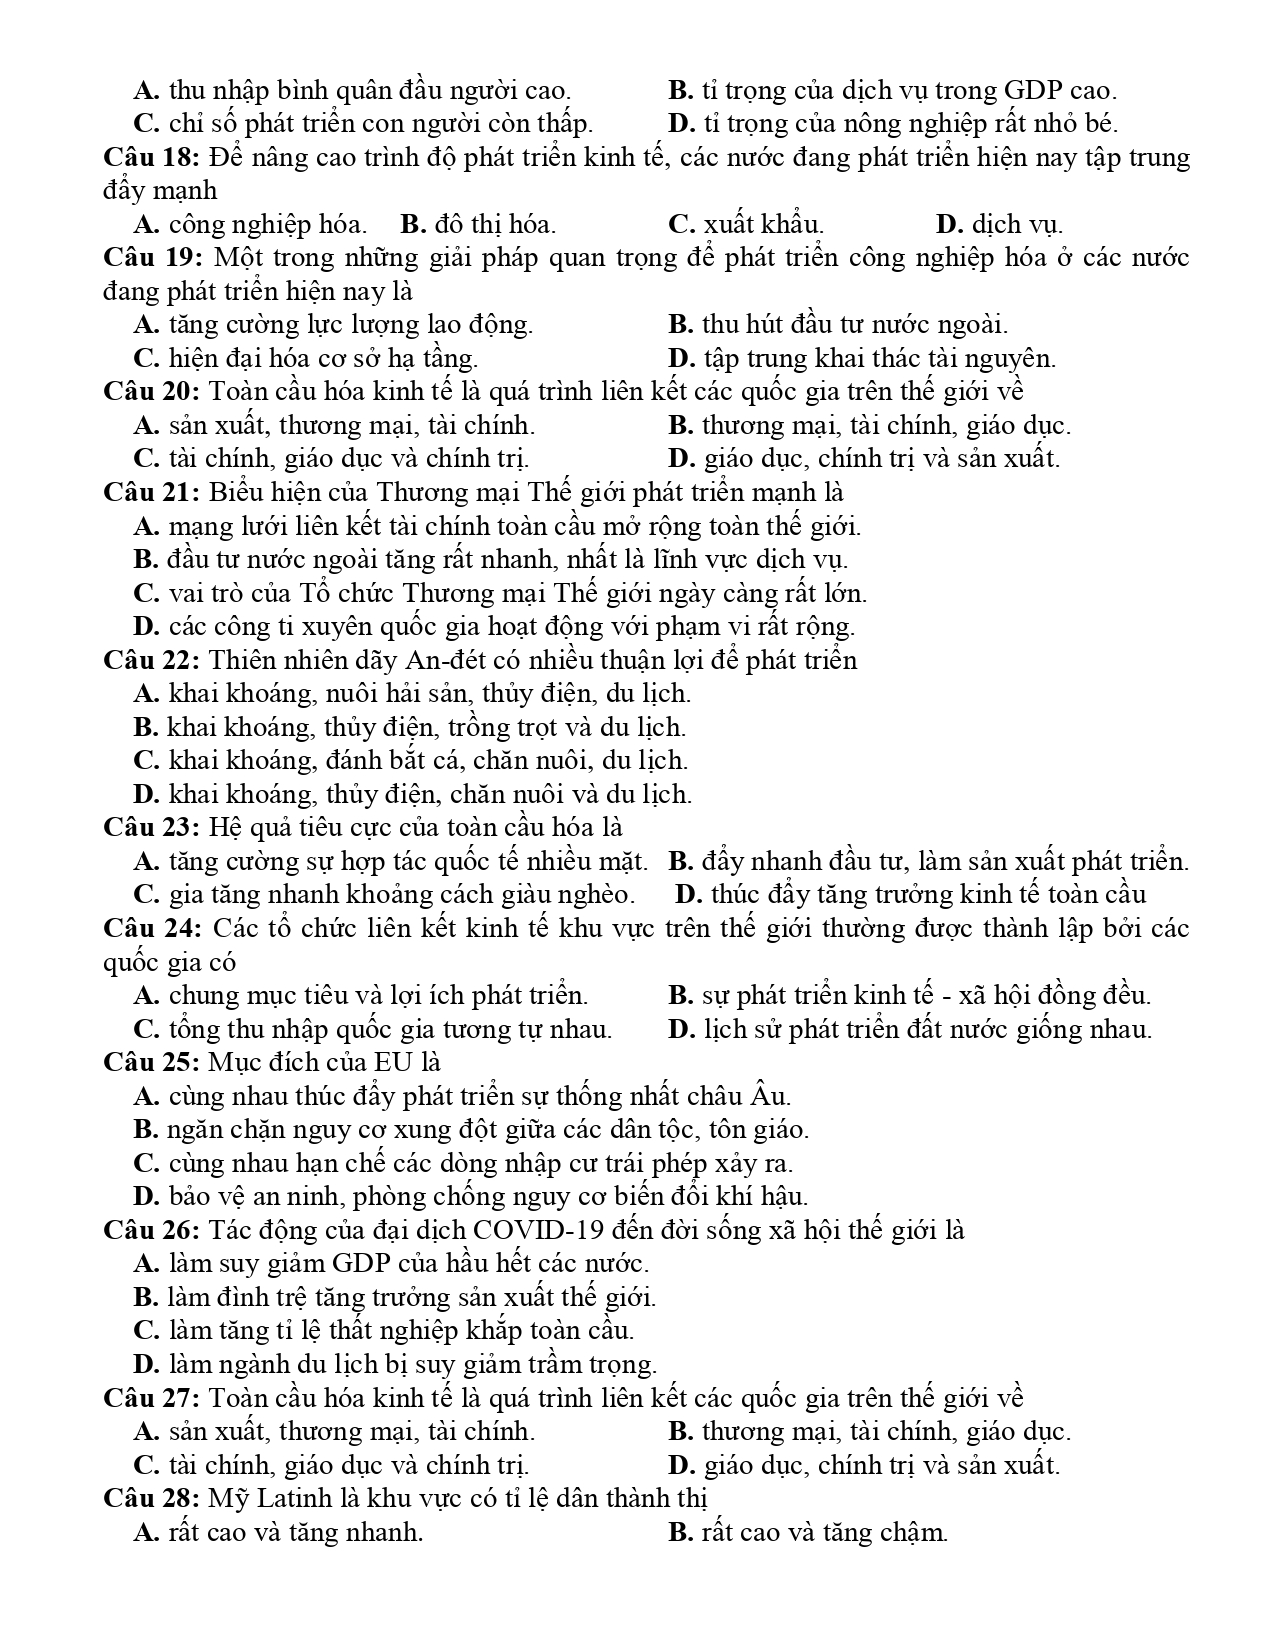 A. thu nhập bình quân đầu người cao. B. tỉ trọng của dịch vụ trong GDP cao.
C. chỉ số phát triển con người còn thấp. D. tỉ trọng của nông nghiệp rất nhỏ bé.
Câu 18: Để nâng cao trình độ phát triển kinh tế, các nước đang phát triển hiện nay tập trung
đẩy mạnh
A. công nghiệp hóa. B. đô thị hóa. C. xuất khẩu. D. dịch vụ.
Câu 19: Một trong những giải pháp quan trọng để phát triển công nghiệp hóa ở các nước
đang phát triển hiện nay là
A. tăng cường lực lượng lao động. B. thu hút đầu tư nước ngoài.
C. hiện đại hóa cơ sở hạ tầng. D. tập trung khai thác tài nguyên.
Câu 20: Toàn cầu hóa kinh tế là quá trình liên kết các quốc gia trên thế giới về
A. sản xuất, thương mại, tài chính. B. thương mại, tài chính, giáo dục.
C. tài chính, giáo dục và chính trị. D. giáo dục, chính trị và sản xuất.
Câu 21: Biểu hiện của Thương mại Thế giới phát triển mạnh là
A. mạng lưới liên kết tài chính toàn cầu mở rộng toàn thế giới.
B. đầu tư nước ngoài tăng rất nhanh, nhất là lĩnh vực dịch vụ.
C. vai trò của Tổ chức Thương mại Thế giới ngày càng rất lớn.
D. các công ti xuyên quốc gia hoạt động với phạm vi rất rộng.
Câu 22: Thiên nhiên dãy An-đét có nhiều thuận lợi để phát triển
A. khai khoáng, nuôi hải sản, thủy điện, du lịch.
B. khai khoáng, thủy điện, trồng trọt và du lịch.
C. khai khoáng, đánh bắt cá, chăn nuôi, du lịch.
D. khai khoáng, thủy điện, chăn nuôi và du lịch.
Câu 23: Hệ quả tiêu cực của toàn cầu hóa là
A. tăng cường sự hợp tác quốc tế nhiều mặt. B. đẩy nhanh đầu tư, làm sản xuất phát triển.
C. gia tăng nhanh khoảng cách giàu nghèo. D. thúc đẩy tăng trưởng kinh tế toàn cầu
Câu 24: Các tổ chức liên kết kinh tế khu vực trên thế giới thường được thành lập bởi các
quốc gia có
A. chung mục tiêu và lợi ích phát triển. B. sự phát triển kinh tế - xã hội đồng đều.
C. tổng thu nhập quốc gia tương tự nhau. D. lịch sử phát triển đất nước giống nhau.
Câu 25: Mục đích của EU là
A. cùng nhau thúc đẩy phát triển sự thống nhất châu Âu.
B. ngăn chặn nguy cơ xung đột giữa các dân tộc, tôn giáo.
C. cùng nhau hạn chế các dòng nhập cư trái phép xảy ra.
D. bảo vệ an ninh, phòng chống nguy cơ biến đổi khí hậu.
Câu 26: Tác động của đại dịch COVID-19 đến đời sống xã hội thế giới là
A. làm suy giảm GDP của hầu hết các nước.
B. làm đình trệ tăng trưởng sản xuất thế giới.
C. làm tăng tỉ lệ thất nghiệp khắp toàn cầu.
D. làm ngành du lịch bị suy giảm trầm trọng.
Câu 27: Toàn cầu hóa kinh tế là quá trình liên kết các quốc gia trên thế giới về
A. sản xuất, thương mại, tài chính. B. thương mại, tài chính, giáo dục.
C. tài chính, giáo dục và chính trị. D. giáo dục, chính trị và sản xuất.
Câu 28: Mỹ Latinh là khu vực có tỉ lệ dân thành thị
A. rất cao và tăng nhanh. B. rất cao và tăng chậm.